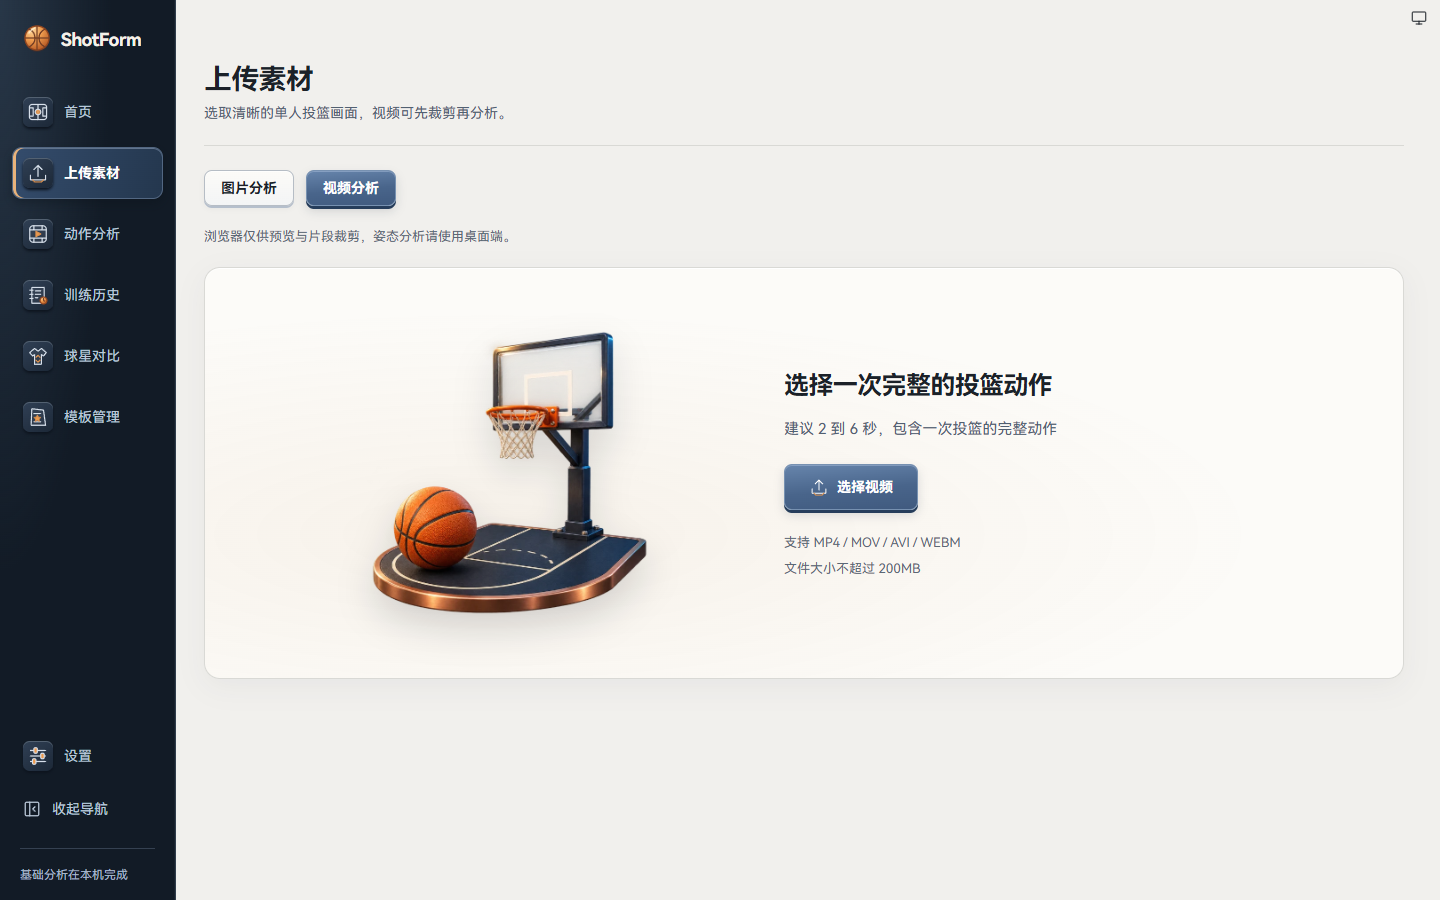 ShotForm
首页
上传素材
动作分析
训练历史
球星对比
模板管理
设置
收起导航
基础分析在本机完成
上传素材
选取清晰的单人投篮画面，视频可先裁剪再分析。
图片分析
视频分析
浏览器仅供预览与片段裁剪，姿态分析请使用桌面端。
选择一次完整的投篮动作
建议 2 到 6 秒，包含一次投篮的完整动作
选择视频
支持 MP4 / MOV / AVI / WEBM
文件大小不超过 200MB